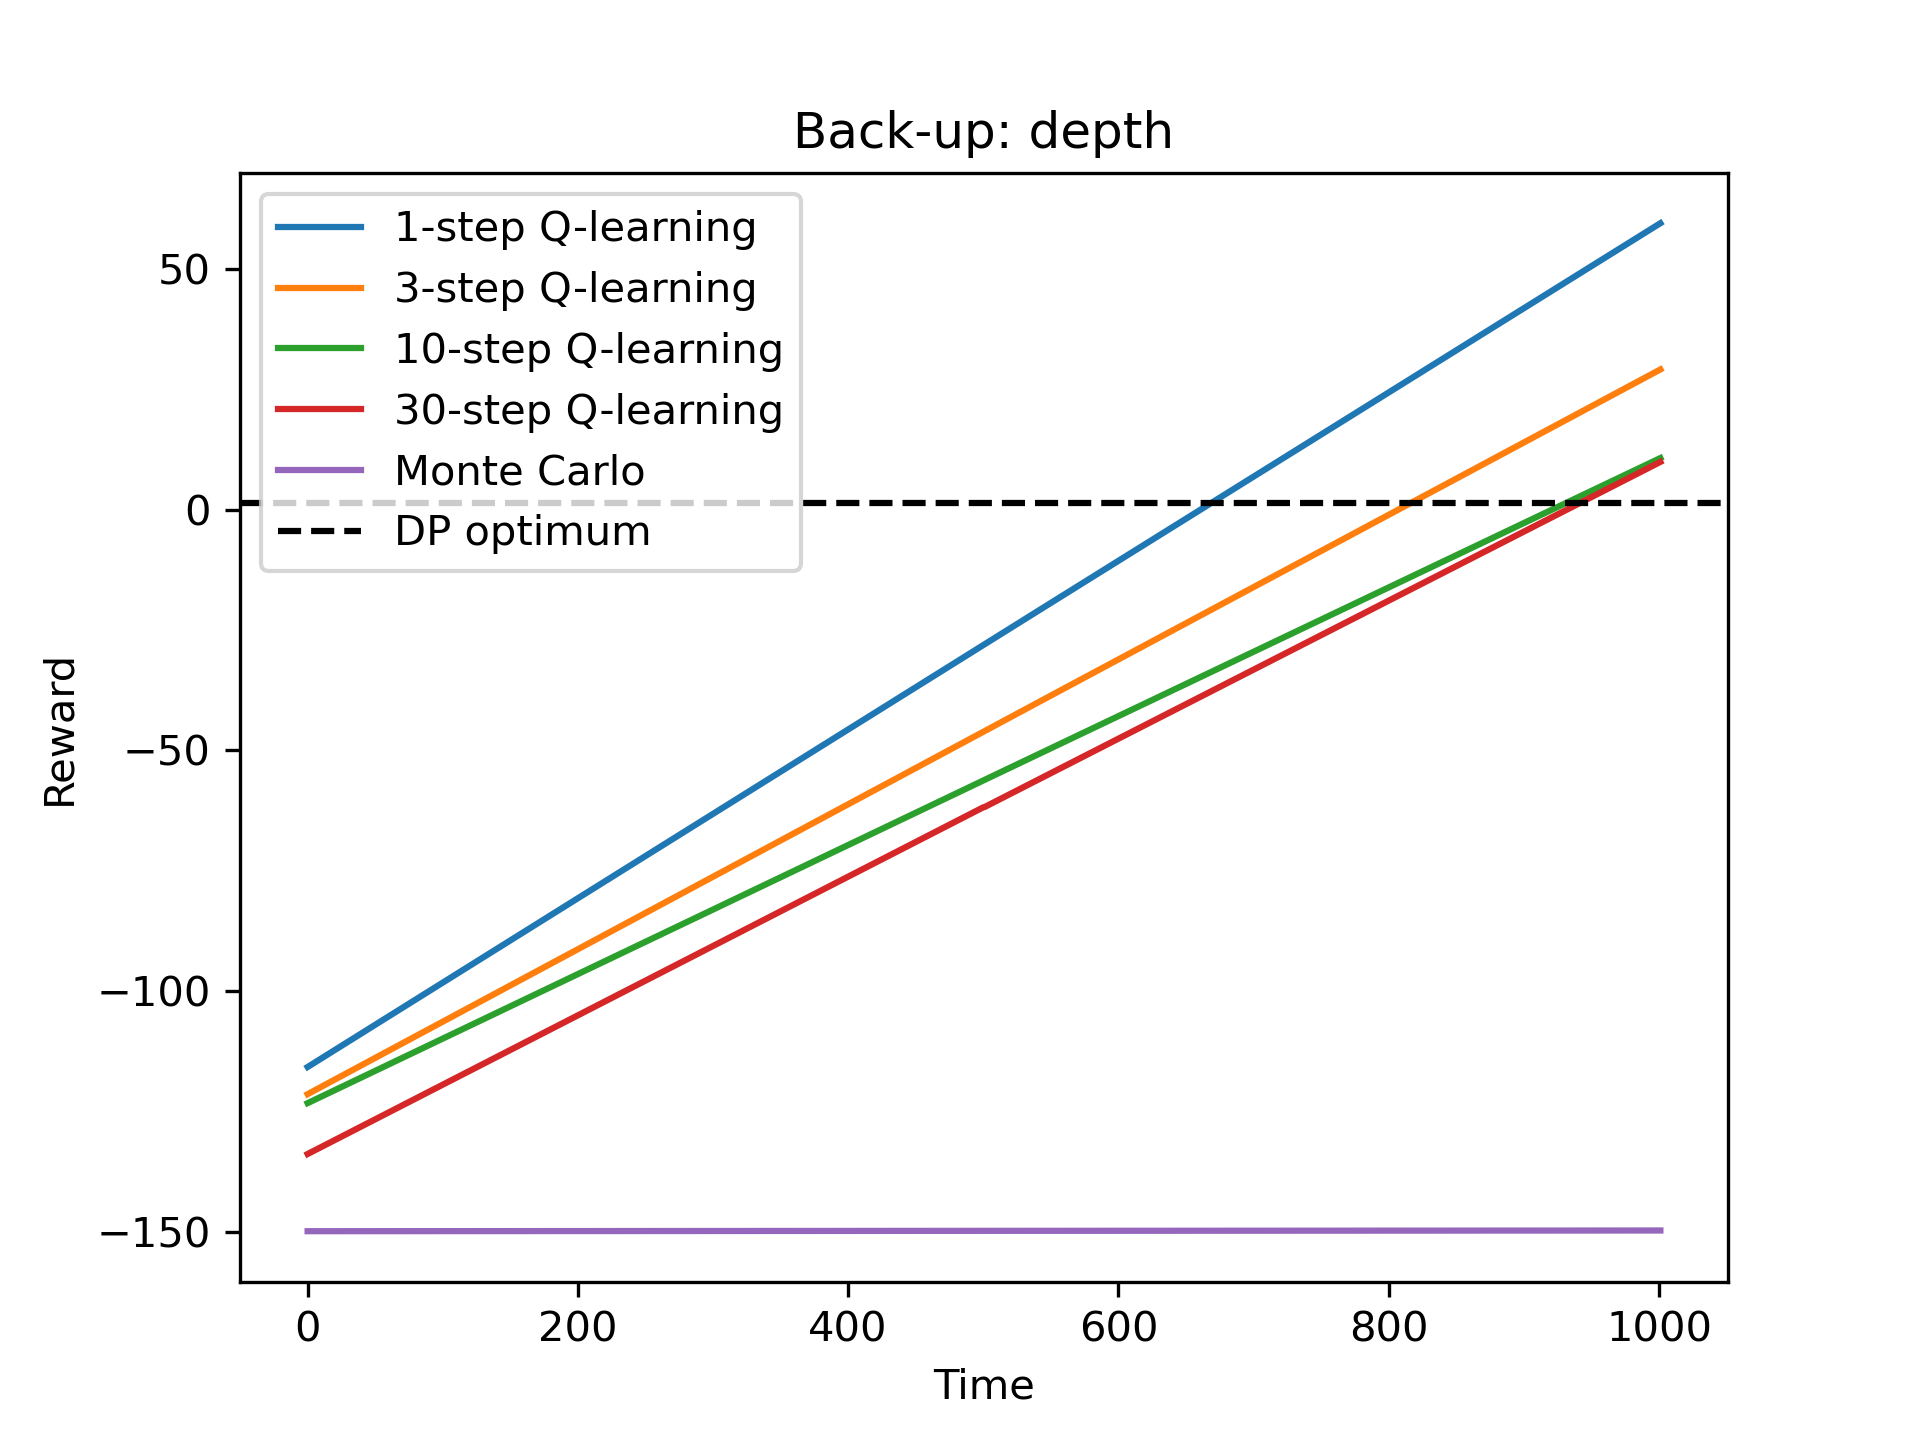 Back-up: depth
1-step Q-learning
3-step Q-learning
10-step Q-learning
30-step Q-learning
Monte Carlo
DP optimum
50
0
−50
−100
−150
Reward
0 200 400 600 800 1000
Time